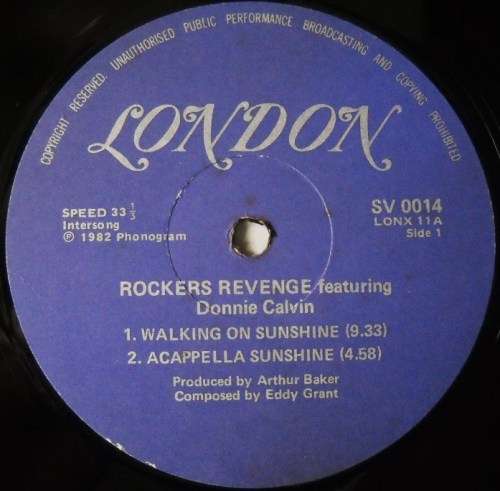 COPYRIGHT RESERVED. UNAUTHORISED PUBLIC PERFORMANCE BROADCASTING AND COPYING PROHIBITED
LONDON
SPEED 33 1/3
Intersong
℗ 1982 Phonogram
SV 0014
LONX 11A
Side 1
ROCKERS REVENGE featuring
Donnie Calvin
1. WALKING ON SUNSHINE (9.33)
2. ACAPPELLA SUNSHINE (4.58)
Produced by Arthur Baker
Composed by Eddy Grant